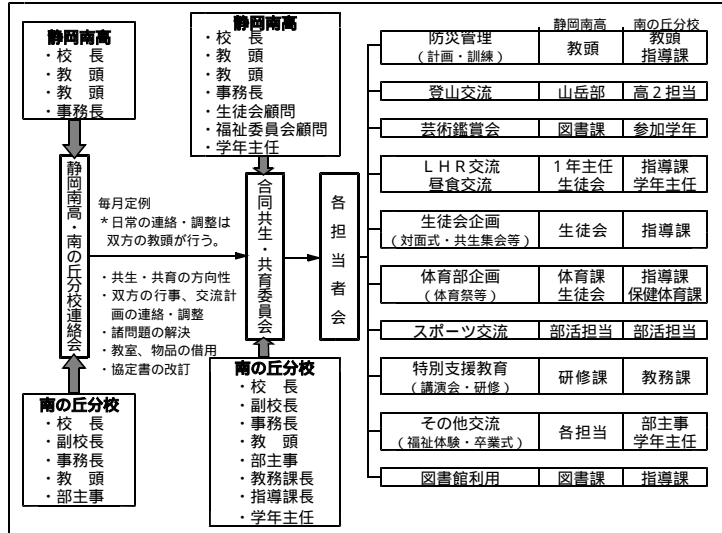 静岡南高
・校　長
・教　頭
・教　頭
・事務長
静岡南高・南の丘分校連絡会
南の丘分校
・校　長
・副校長
・事務長
・教　頭
・部主事
毎月定例
＊日常の連絡・調整は
双方の教頭が行う。
・共生・共育の方向性
・双方の行事、交流計
画の連絡・調整
・諸問題の解決
・教室、物品の借用
・協定書の改訂
静岡南高
・校　長
・教　頭
・教　頭
・事務長
・生徒会顧問
・福祉委員会顧問
・学年主任
合同共生・共育委員会
南の丘分校
・校　長
・副校長
・事務長
・教　頭
・部主事
・教務課長
・指導課長
・学年主任
各担当者会
静岡南高　南の丘分校
防災管理　教頭　教頭
（計画・訓練）　指導課
登山交流　山岳部　高２担当
芸術鑑賞会　図書課　参加学年
ＬＨＲ交流　１年主任　指導課
昼食交流　生徒会　学年主任
生徒会企画　生徒会　指導課
（対面式・共生集会等）
体育部企画　体育課　指導課
（体育祭等）　生徒会　保健体育課
スポーツ交流　部活担当　部活担当
特別支援教育　研修課　教務課
（講演会・研修）
その他交流　各担当　部主事
（福祉体験・卒業式）　学年主任
図書館利用　図書課　指導課